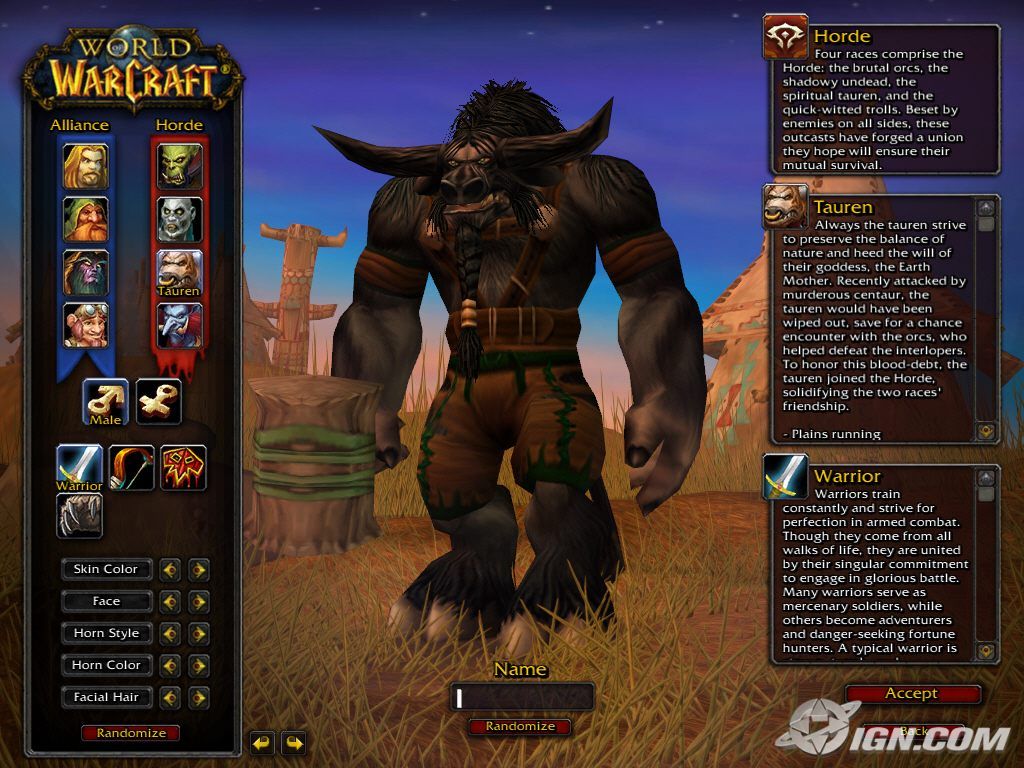 WORLD
OF
WARCRAFT
Alliance
Horde
Tauren
Male
Warrior
Skin Color
Face
Horn Style
Horn Color
Facial Hair
Randomize
Name
Randomize
Horde
Four races comprise the
Horde: the brutal orcs, the
shadowy undead, the
spiritual tauren, and the
quick-witted trolls. Beset by
enemies on all sides, these
outcasts have forged a union
they hope will ensure their
mutual survival.
Tauren
Always the tauren strive
to preserve the balance of
nature and heed the will of
their goddess, the Earth
Mother. Recently attacked by
murderous centaur, the
tauren would have been
wiped out, save for a chance
encounter with the orcs, who
helped defeat the interlopers.
To honor this blood-debt, the
tauren joined the Horde,
solidifying the two races'
friendship.
- Plains running
Warrior
Warriors train
constantly and strive for
perfection in armed combat.
Though they come from all
walks of life, they are united
by their singular commitment
to engage in glorious battle.
Many warriors serve as
mercenary soldiers, while
others become adventurers
and danger-seeking fortune
hunters. A typical warrior is
Accept
Back
IGN.COM